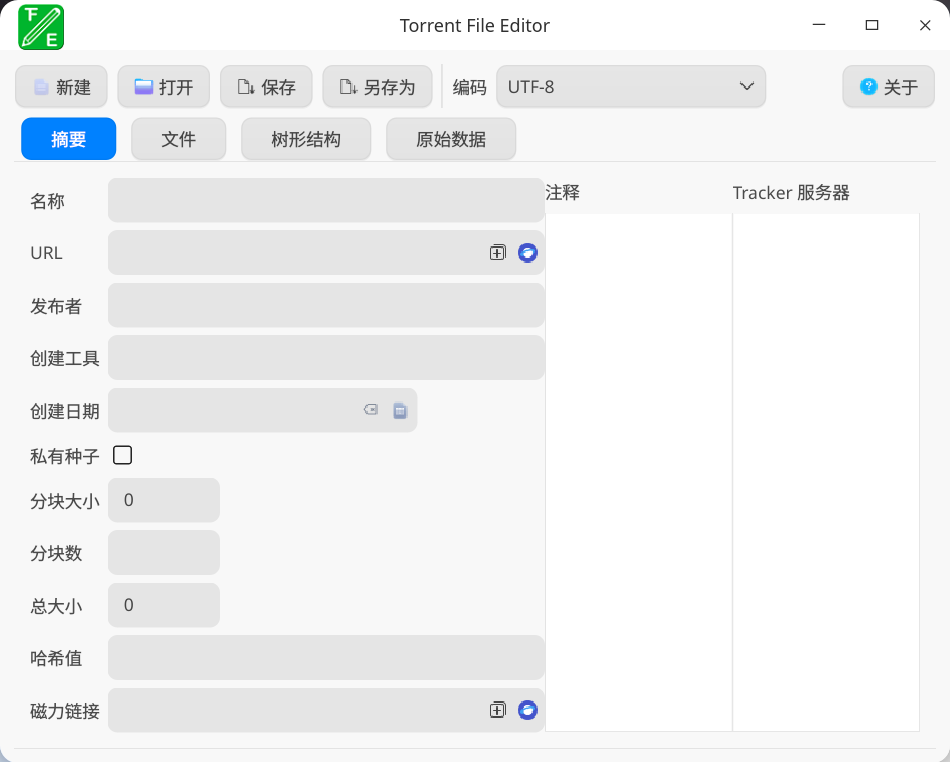 TF
E
Torrent File Editor
新建
打开
保存
另存为
编码
UTF-8
关于
摘要
文件
树形结构
原始数据
名称
注释
Tracker 服务器
URL
发布者
创建工具
创建日期
私有种子
分块大小
0
分块数
总大小
0
哈希值
磁力链接